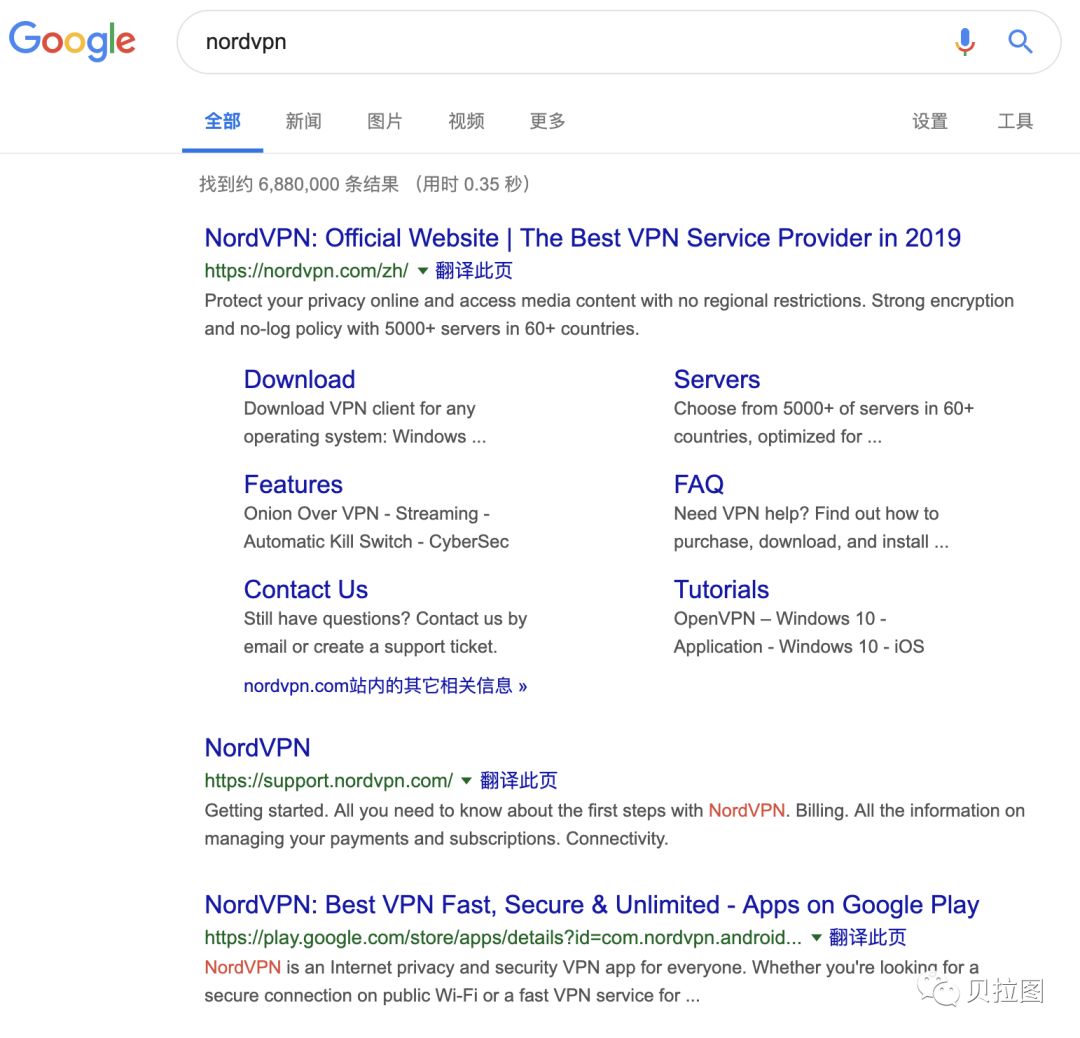 Google
nordvpn
全部 新闻 图片 视频 更多 设置 工具
找到约 6,880,000 条结果 （用时 0.35 秒）
NordVPN: Official Website | The Best VPN Service Provider in 2019
https://nordvpn.com/zh/ ▼ 翻译此页
Protect your privacy online and access media content with no regional restrictions. Strong encryption
and no-log policy with 5000+ servers in 60+ countries.
Download
Download VPN client for any
operating system: Windows ...
Servers
Choose from 5000+ of servers in 60+
countries, optimized for ...
Features
Onion Over VPN - Streaming -
Automatic Kill Switch - CyberSec
FAQ
Need VPN help? Find out how to
purchase, download, and install ...
Contact Us
Still have questions? Contact us by
email or create a support ticket.
Tutorials
OpenVPN – Windows 10 -
Application - Windows 10 - iOS
nordvpn.com站内的其它相关信息 »
NordVPN
https://support.nordvpn.com/ ▼ 翻译此页
Getting started. All you need to know about the first steps with NordVPN. Billing. All the information on
managing your payments and subscriptions. Connectivity.
NordVPN: Best VPN Fast, Secure & Unlimited - Apps on Google Play
https://play.google.com/store/apps/details?id=com.nordvpn.android... ▼ 翻译此页
NordVPN is an Internet privacy and security VPN app for everyone. Whether you're looking for a
secure connection on public Wi-Fi or a fast VPN service for ...
贝拉图